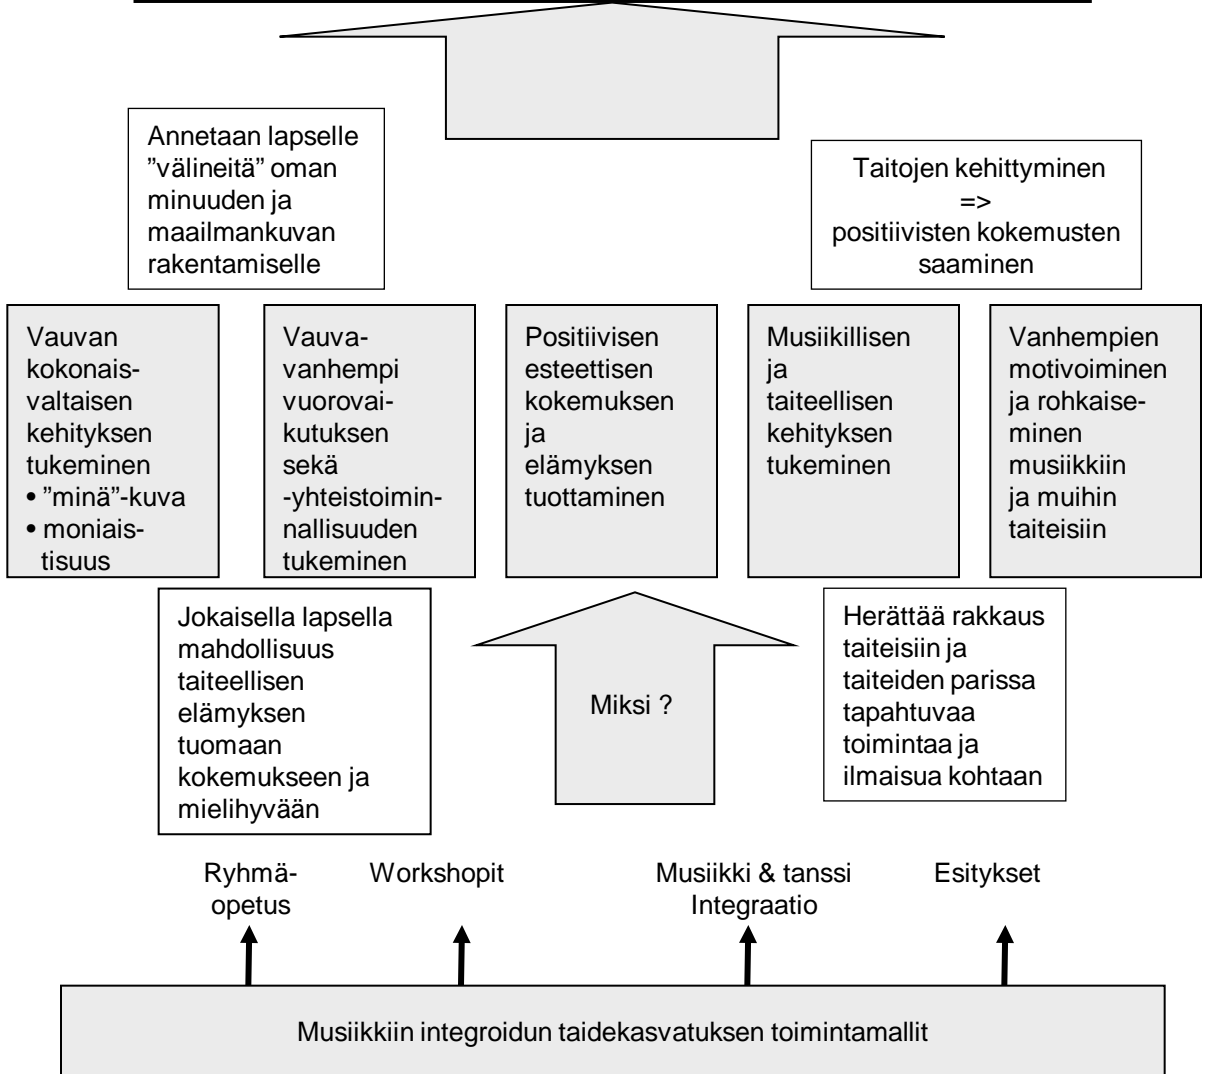 Annetaan lapselle
”välineitä” oman
minuuden ja
maailmankuvan
rakentamiselle
Taitojen kehittyminen
=>
positiivisten kokemusten
saaminen
Vauvan
kokonais-
valtaisen
kehityksen
tukeminen
• ”minä”-kuva
• moniais-
tisuus
Vauva-
vanhempi
vuorovai-
kutuksen
sekä
-yhteistoimin-
nallisuuden
tukeminen
Positiivisen
esteettisen
kokemuksen
ja
elämyksen
tuottaminen
Musiikillisen
ja
taiteellisen
kehityksen
tukeminen
Vanhempien
motivoiminen
ja rohkaise-
minen
musiikkiin
ja muihin
taiteisiin
Jokaisella lapsella
mahdollisuus
taiteellisen
elämyksen
tuomaan
kokemukseen ja
mielihyvään
Miksi ?
Herättää rakkaus
taiteisiin ja
taiteiden parissa
tapahtuvaa
toimintaa ja
ilmaisua kohtaan
Ryhmä-
opetus
Workshopit
Musiikki & tanssi
Integraatio
Esitykset
Musiikkiin integroidun taidekasvatuksen toimintamallit